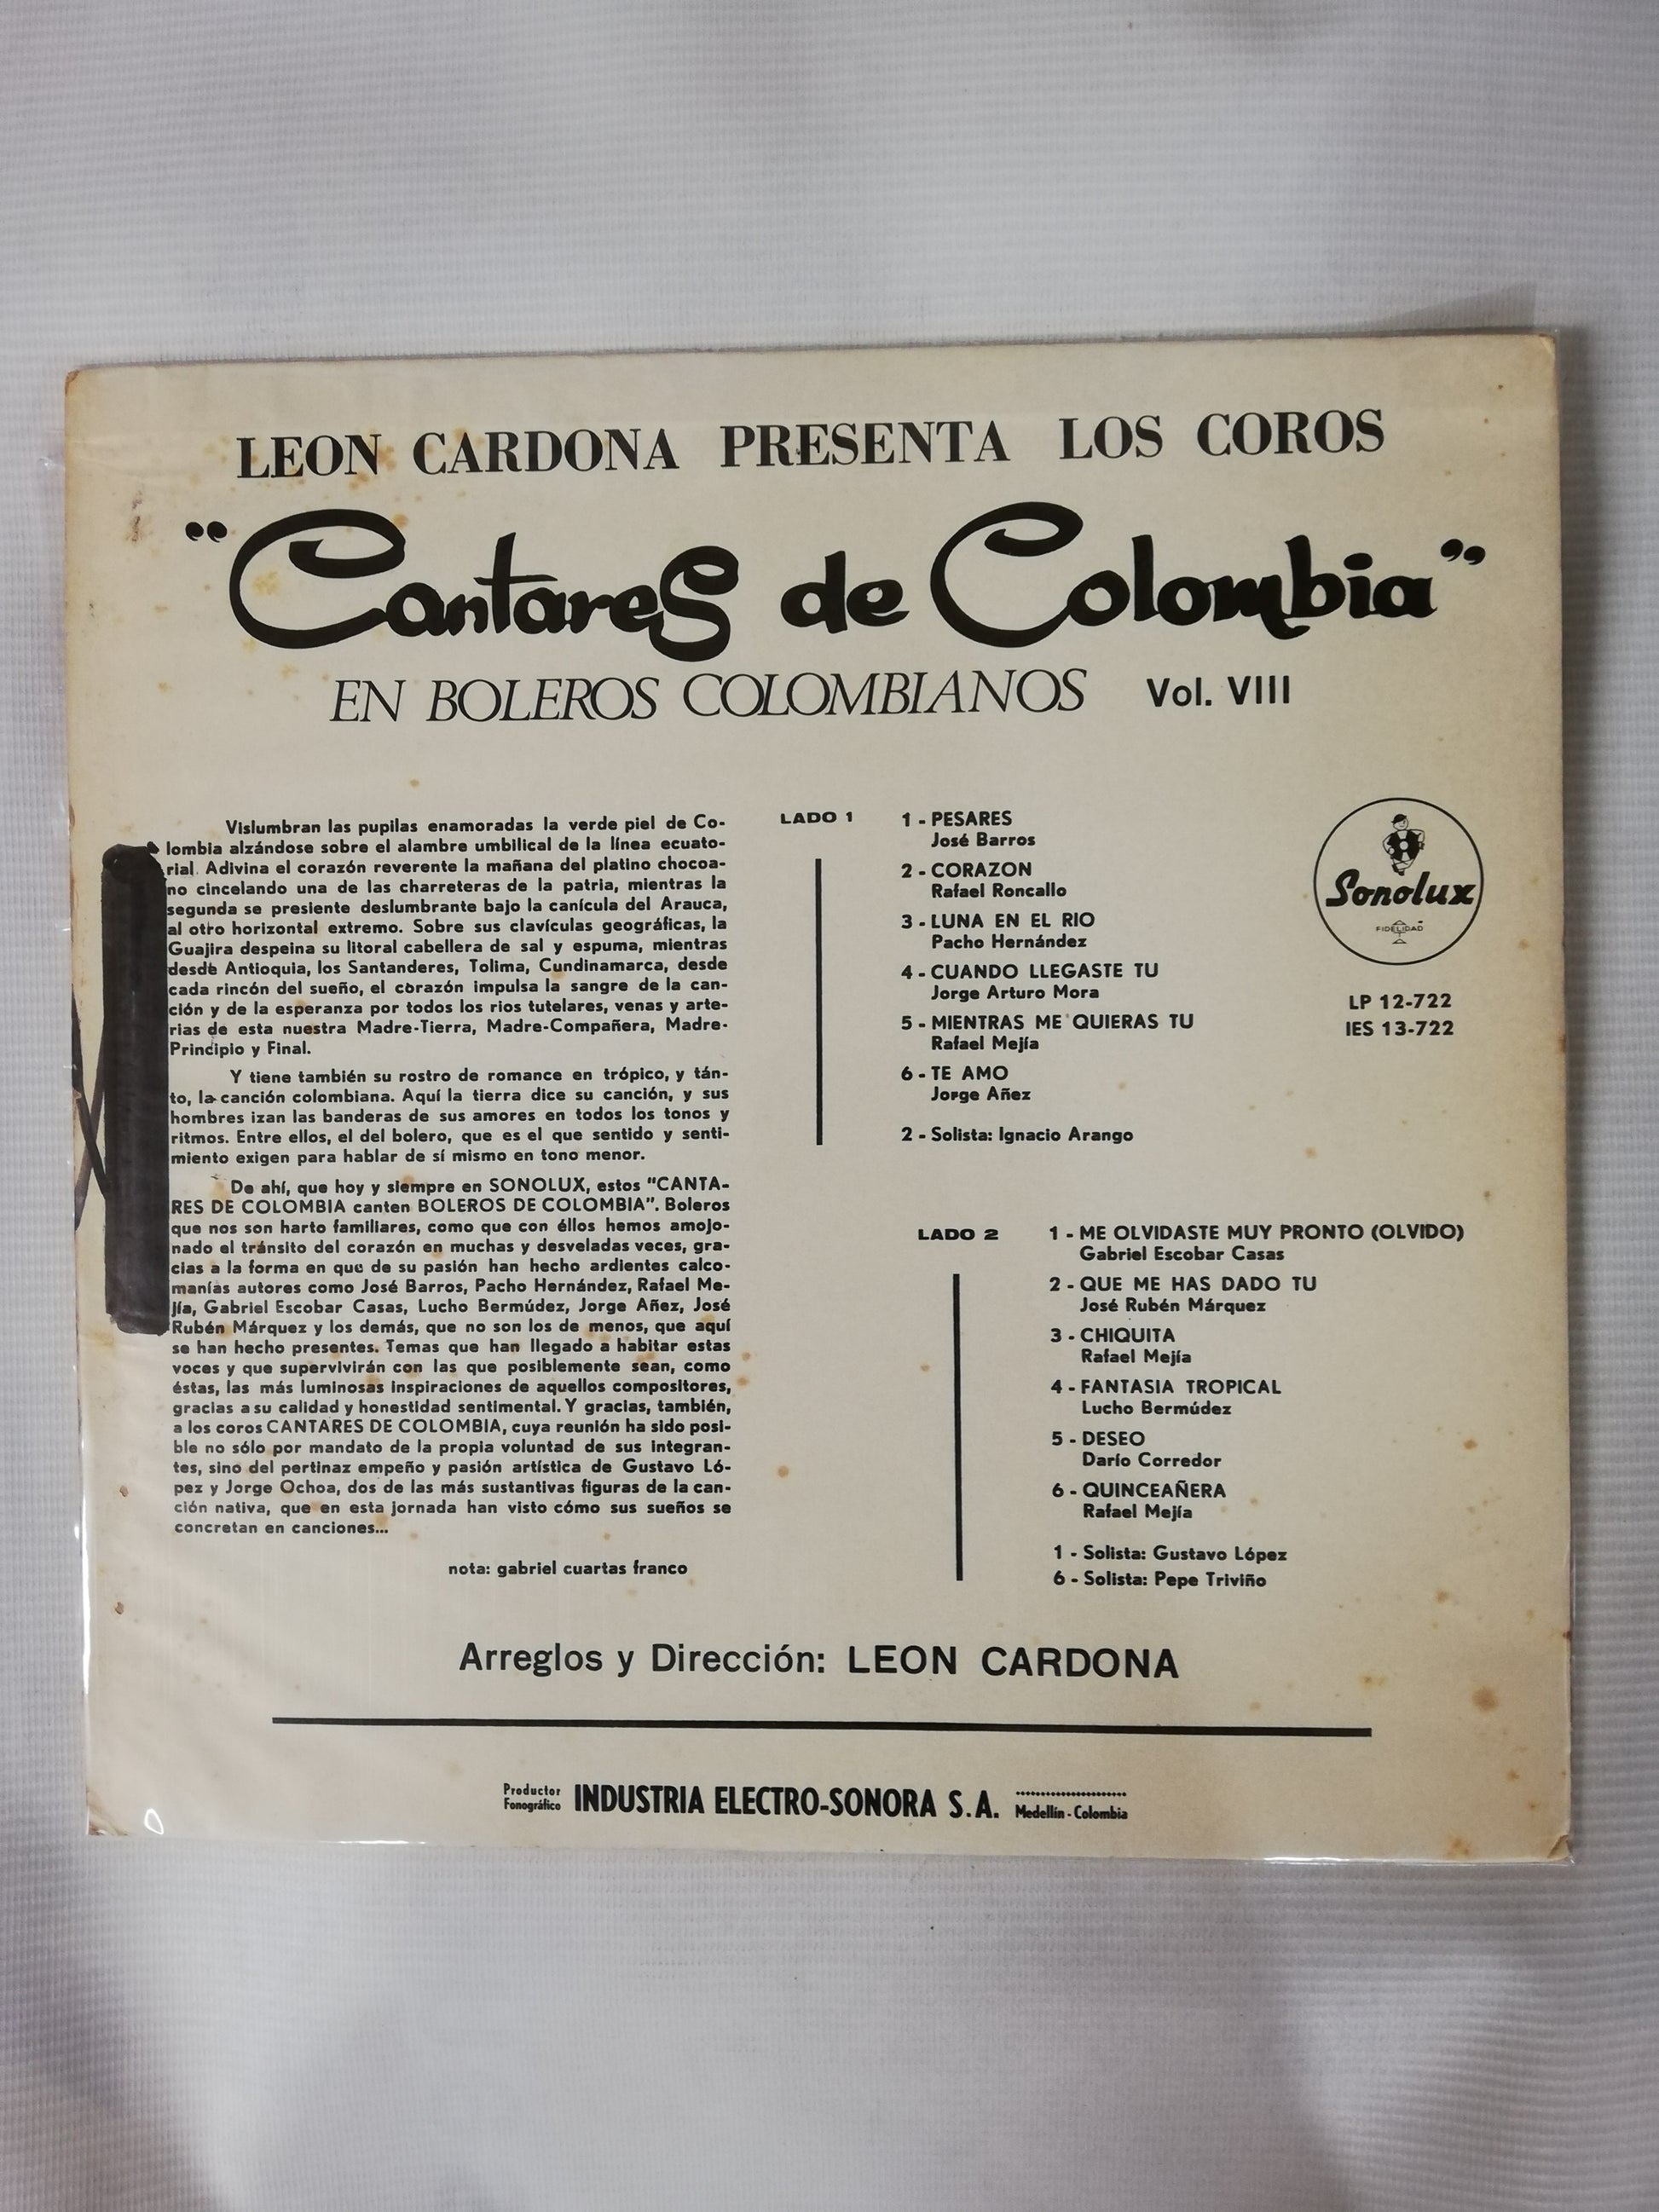 LEON CARDONA PRESENTA LOS COROS
"Cantares de Colombia"
EN BOLEROS COLOMBIANOS Vol. VIII
Vislumbran las pupilas enamoradas la verde piel de Co-
lombia alzándose sobre el alambre umbilical de la línea ecuato-
rial. Adivina el corazón reverente la mañana del platino chocoa-
no cincelando una de las charreteras de la patria, mientras la
segunda se presiente deslumbrante bajo la canícula del Arauca,
al otro horizontal extremo. Sobre sus clavículas geográficas, la
Guajira despeina su litoral cabellera de sal y espuma, mientras
desde Antioquia, los Santanderes, Tolima, Cundinamarca, desde
cada rincón del sueño, el corazón impulsa la sangre de la can-
ción y de la esperanza por todos los rios tutelares, venas y arte-
rias de esta nuestra Madre-Tierra, Madre-Compañera, Madre-
Principio y Final.
Y tiene también su rostro de romance en trópico, y tán-
to, la canción colombiana. Aquí la tierra dice su canción, y sus
hombres izan las banderas de sus amores en todos los tonos y
ritmos. Entre ellos, el del bolero, que es el que sentido y senti-
miento exigen para hablar de sí mismo en tono menor.
De ahí, que hoy y siempre en SONOLUX, estos "CANTA-
RES DE COLOMBIA canten BOLEROS DE COLOMBIA". Boleros
que nos son harto familiares, como que con éllos hemos amojo-
nado el tránsito del corazón en muchas y desveladas veces, gra-
cias a la forma en que de su pasión han hecho ardientes calco-
manías autores como José Barros, Pacho Hernández, Rafael Me-
jía, Gabriel Escobar Casas, Lucho Bermúdez, Jorge Añez, José
Rubén Márquez y los demás, que no son los de menos, que aquí
se han hecho presentes. Temas que han llegado a habitar estas
voces y que supervivirán con las que posiblemente sean, como
éstas, las más luminosas inspiraciones de aquellos compositores,
gracias a su calidad y honestidad sentimental. Y gracias, también,
a los coros CANTARES DE COLOMBIA, cuya reunión ha sido posi-
ble no sólo por mandato de la propia voluntad de sus integran-
tes, sino del pertinaz empeño y pasión artística de Gustavo Ló-
pez y Jorge Ochoa, dos de las más sustantivas figuras de la can-
ción nativa, que en esta jornada han visto cómo sus sueños se
concretan en canciones...
nota: gabriel cuartas franco
LADO 1
1 - PESARES
José Barros
2 - CORAZON
Rafael Roncallo
3 - LUNA EN EL RIO
Pacho Hernández
4 - CUANDO LLEGASTE TU
Jorge Arturo Mora
5 - MIENTRAS ME QUIERAS TU
Rafael Mejía
6 - TE AMO
Jorge Añez
2 - Solista: Ignacio Arango
Sonolux
FIDELIDAD
LP 12-722
IES 13-722
LADO 2
1 - ME OLVIDASTE MUY PRONTO (OLVIDO)
Gabriel Escobar Casas
2 - QUE ME HAS DADO TU
José Rubén Márquez
3 - CHIQUITA
Rafael Mejía
4 - FANTASIA TROPICAL
Lucho Bermúdez
5 - DESEO
Darío Corredor
6 - QUINCEAÑERA
Rafael Mejía
1 - Solista: Gustavo López
6 - Solista: Pepe Triviño
Arreglos y Dirección: LEON CARDONA
Productor
Fonográfico INDUSTRIA ELECTRO-SONORA S.A. Medellín - Colombia